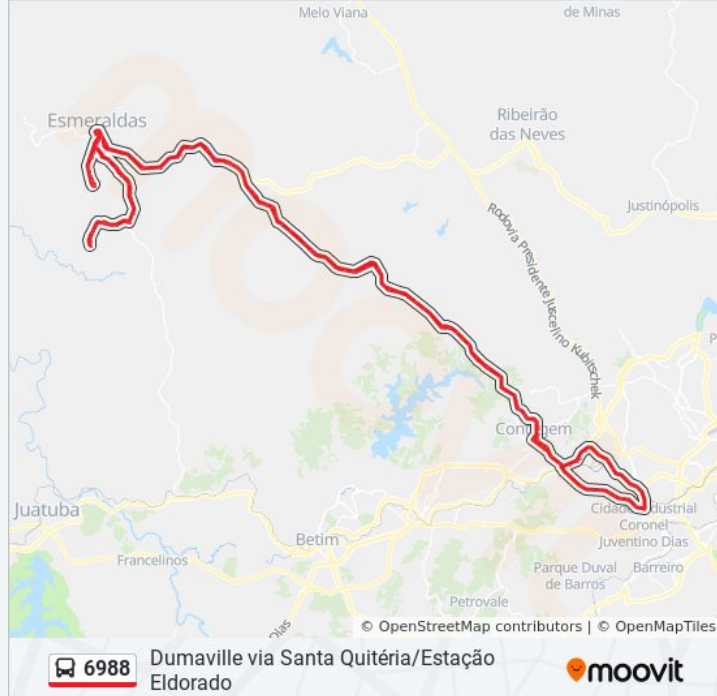 Melo Viana
de Minas
Esmeraldas
Ribeirão
das Neves
Justinópolis
Rodovia Presidente Juscelino Kubitschek
Contagem
Juatuba
Cidade Industrial
Coronel
Juventino Dias
Betim
Francelinos
Parque Duval
de Barros
Barreiro
Petrovale
© OpenStreetMap contributors | © OpenMapTiles
6988
Dumaville via Santa Quitéria/Estação
Eldorado
moovit